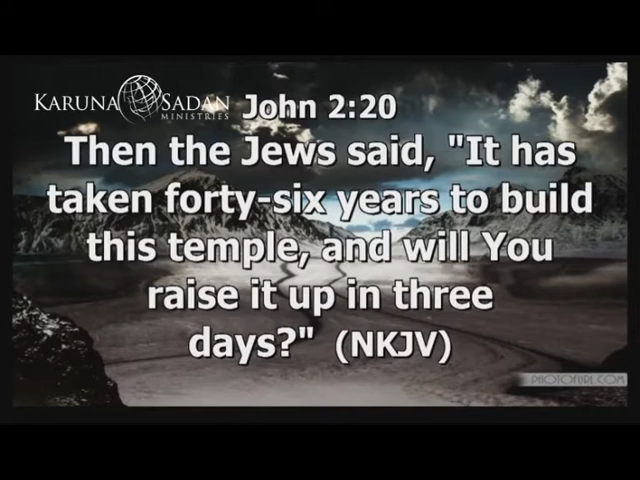 KARUNA SADAN
MINISTRIES
John 2:20
Then the Jews said, "It has
taken forty-six years to build
this temple, and will You
raise it up in three
days?" (NKJV)
PHOTOFURL.COM